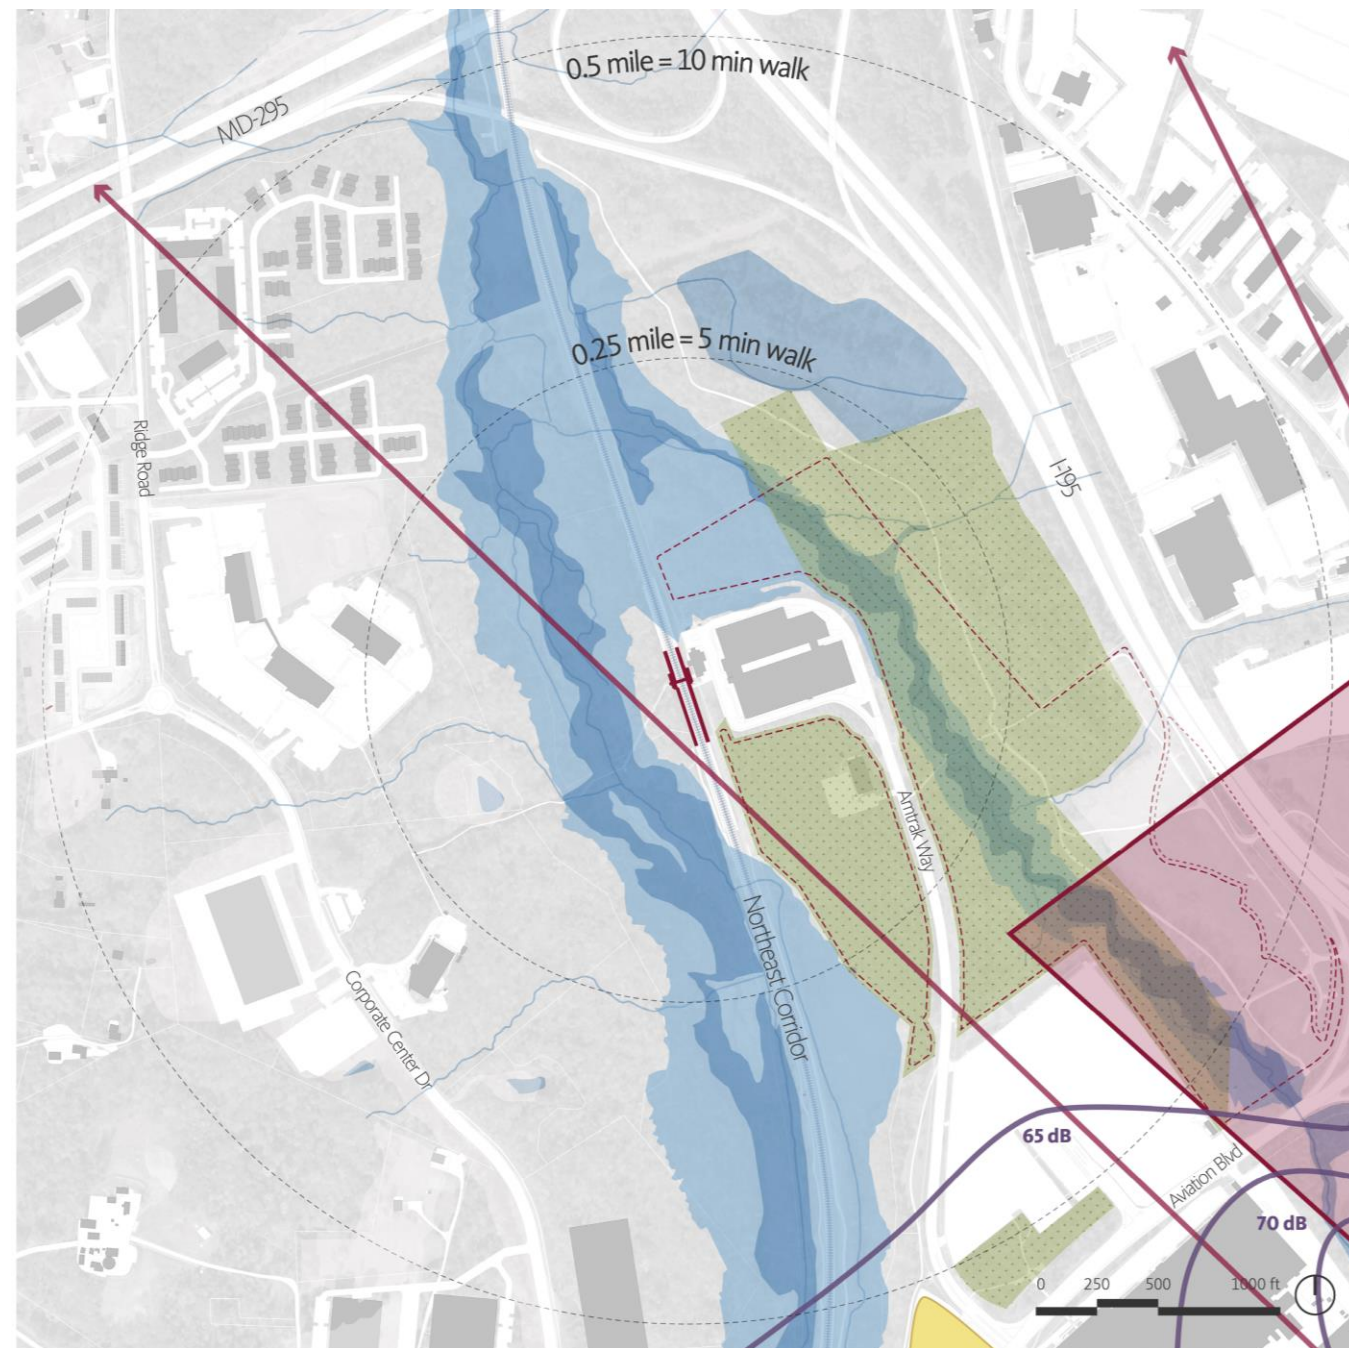 0.5 mile = 10 min walk
MD-295
0.25 mile = 5 min walk
Ridge Road
I-195
Amtrak Way
Northeast Corridor
Corporate Center Dr
65 dB
Aviation Blvd
70 dB
0 250 500 1000 ft